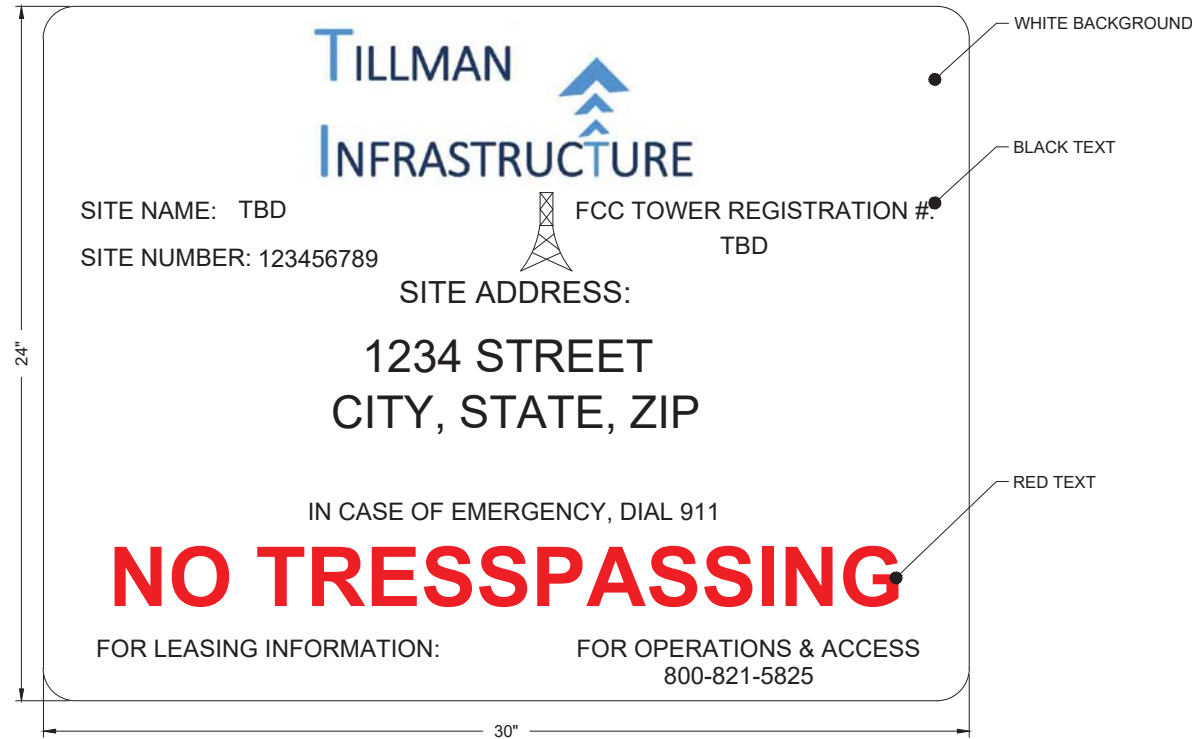 TILLMAN
INFRASTRUCTURE
SITE NAME: TBD
FCC TOWER REGISTRATION #:
TBD
SITE NUMBER: 123456789
SITE ADDRESS:
1234 STREET
CITY, STATE, ZIP
IN CASE OF EMERGENCY, DIAL 911
NO TRESSPASSING
FOR LEASING INFORMATION:
FOR OPERATIONS & ACCESS
800-821-5825
24"
30"
WHITE BACKGROUND
BLACK TEXT
RED TEXT